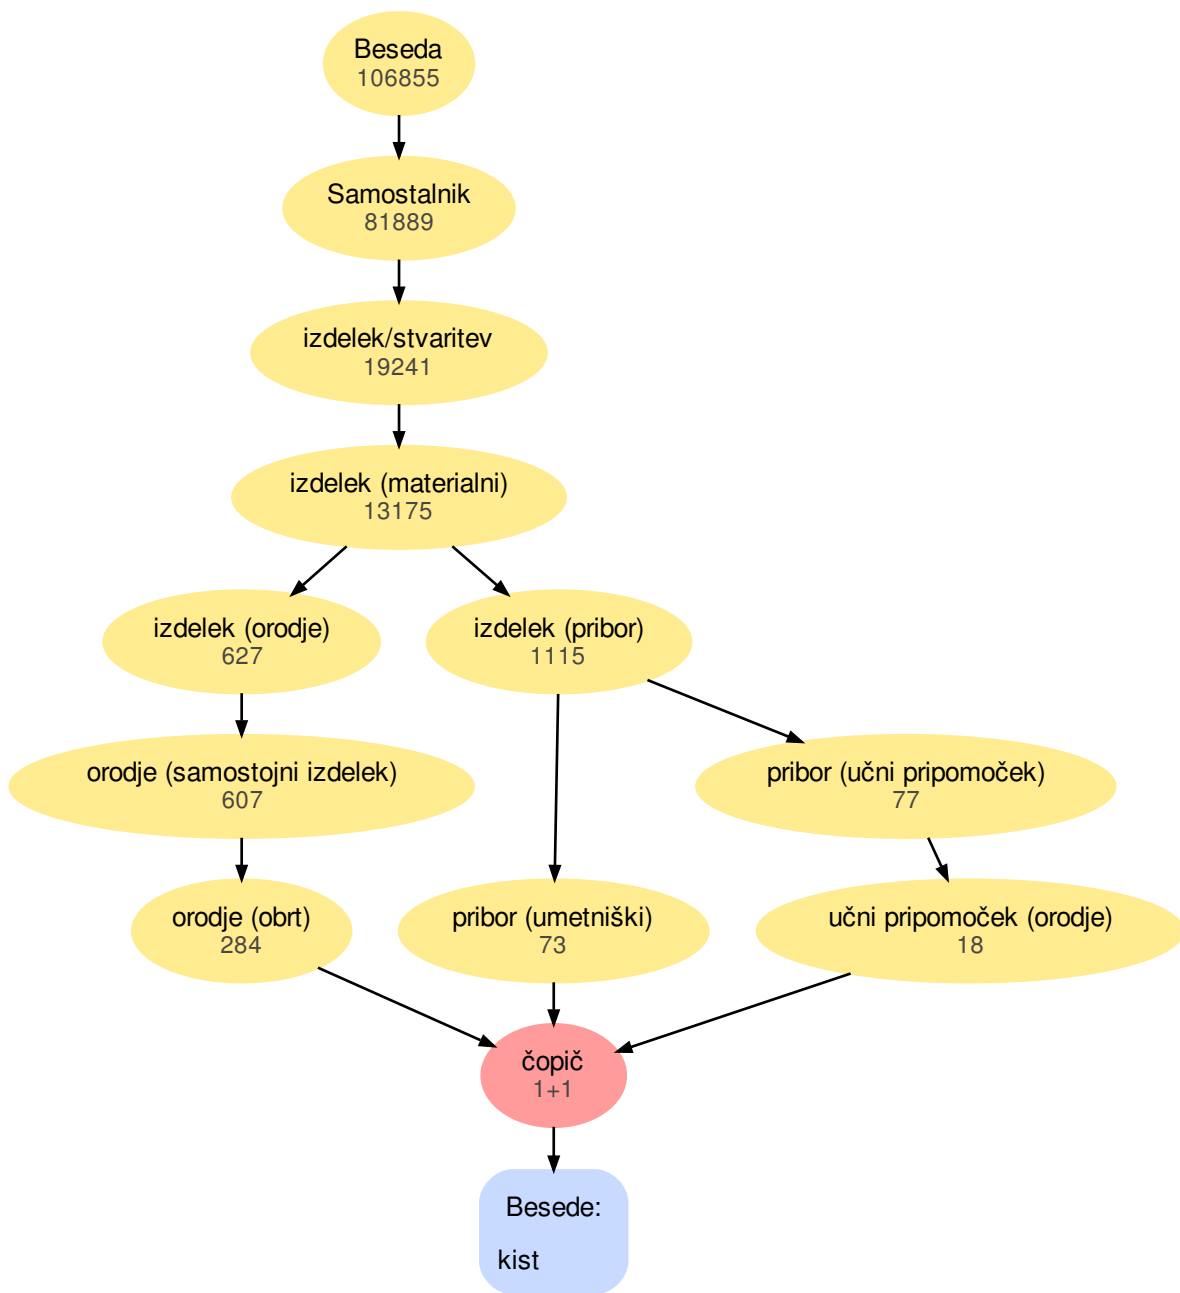 Beseda
106855
Samostalnik
81889
izdelek/stvaritev
19241
izdelek (materialni)
13175
izdelek (orodje)
627
izdelek (pribor)
1115
orodje (samostojni izdelek)
607
pribor (učni pripomoček)
77
orodje (obrt)
284
pribor (umetniški)
73
učni pripomoček (orodje)
18
čopič
1+1
Besede:
kist